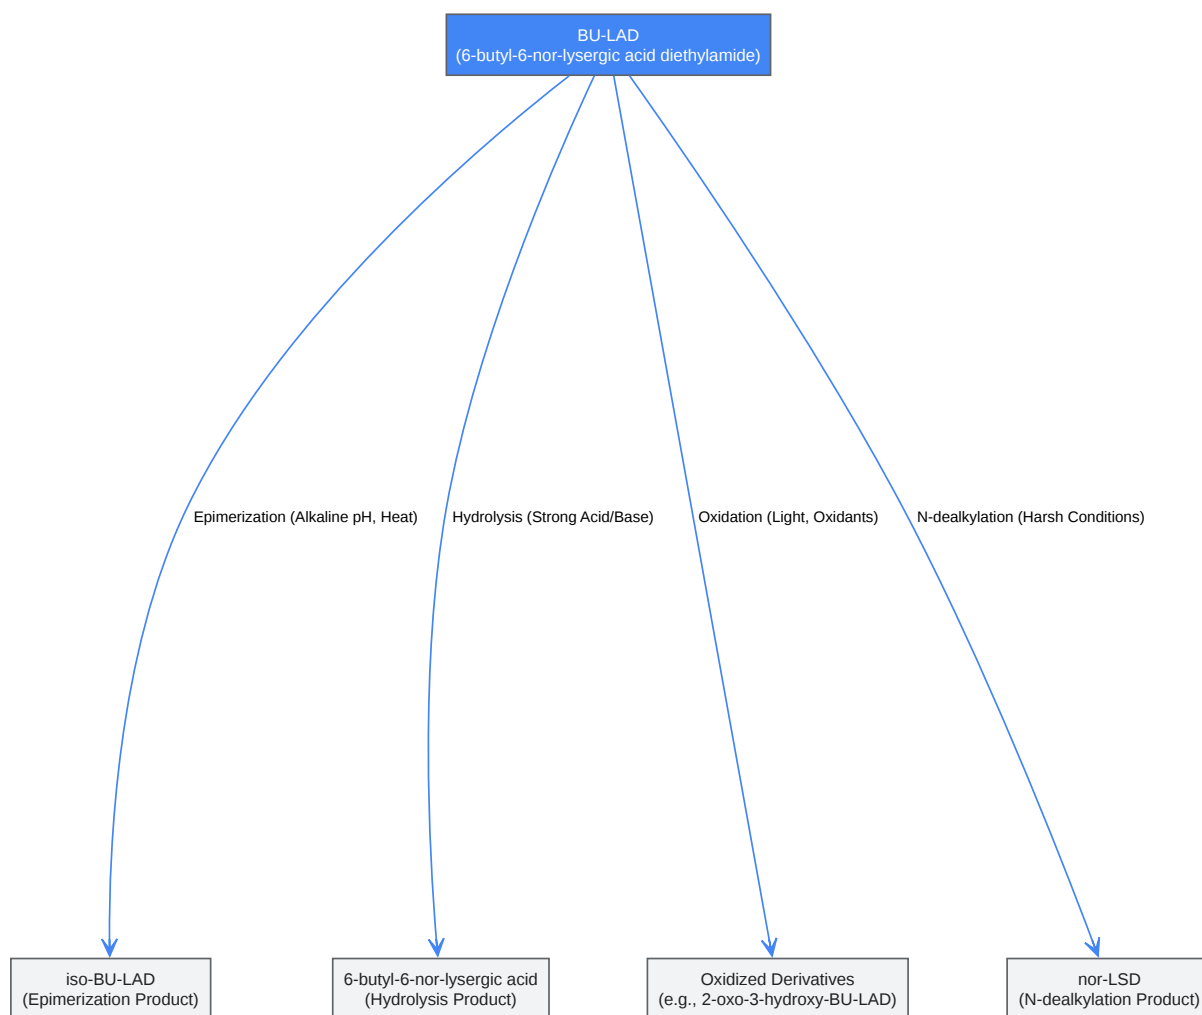 BU-LAD
(6-butyl-6-nor-lysergic acid diethylamide)
Epimerization (Alkaline pH, Heat)
Hydrolysis (Strong Acid/Base)
Oxidation (Light, Oxidants)
N-dealkylation (Harsh Conditions)
iso-BU-LAD
(Epimerization Product)
6-butyl-6-nor-lysergic acid
(Hydrolysis Product)
Oxidized Derivatives
(e.g., 2-oxo-3-hydroxy-BU-LAD)
nor-LSD
(N-dealkylation Product)